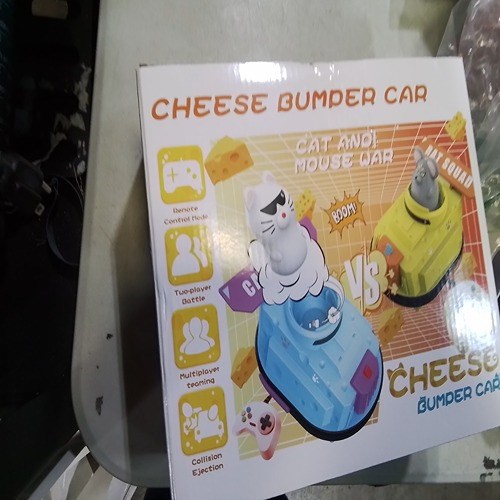 CHEESE BUMPER CAR
CAT AND
MOUSE WAR
Remote
Control Mode
Two-player
Battle
Multiplayer
teaming
Collision
Ejection
BOOM!
VS
CHEESE
BUMPER CAR